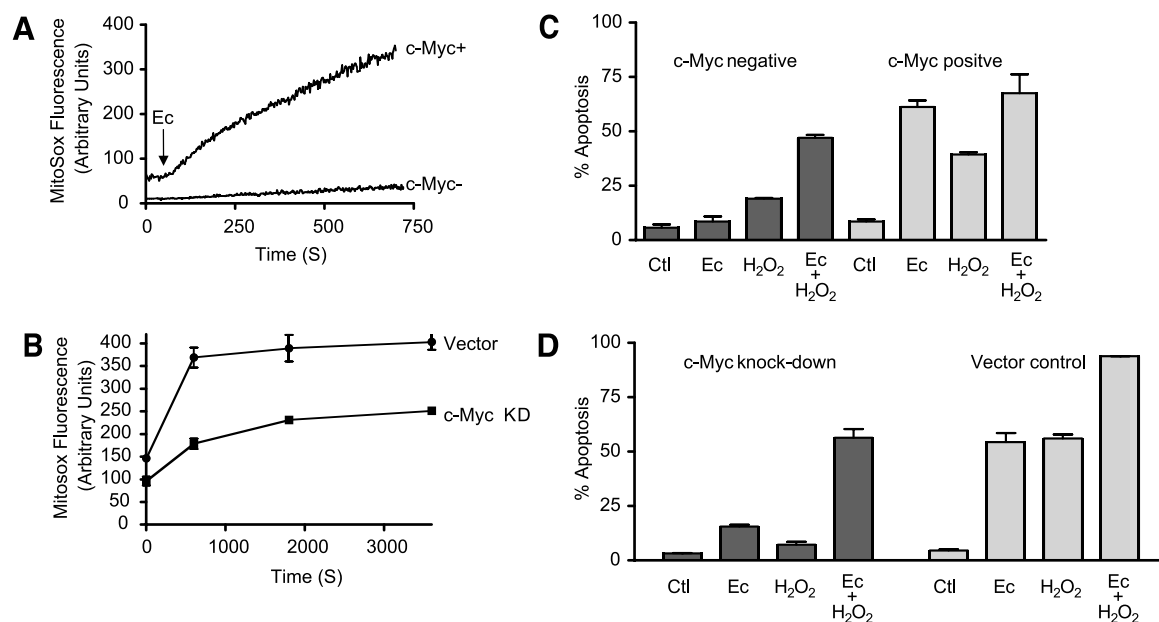 A
MitoSox Fluorescence
(Arbitrary Units)
400
300
200
100
0
Ec
c-Myc+
c-Myc-
0 250 500 750
Time (S)
B
Mitosox Fluorescence
(Arbitrary Units)
400
350
300
250
200
150
100
50
0
Vector
c-Myc KD
0 1000 2000 3000
Time (S)
C
% Apoptosis
100
75
50
25
0
c-Myc negative
c-Myc positve
Ctl Ec H₂O₂ Ec + H₂O₂ Ctl Ec H₂O₂ Ec + H₂O₂
D
% Apoptosis
100
75
50
25
0
c-Myc knock-down
Vector control
Ctl Ec H₂O₂ Ec + H₂O₂ Ctl Ec H₂O₂ Ec + H₂O₂